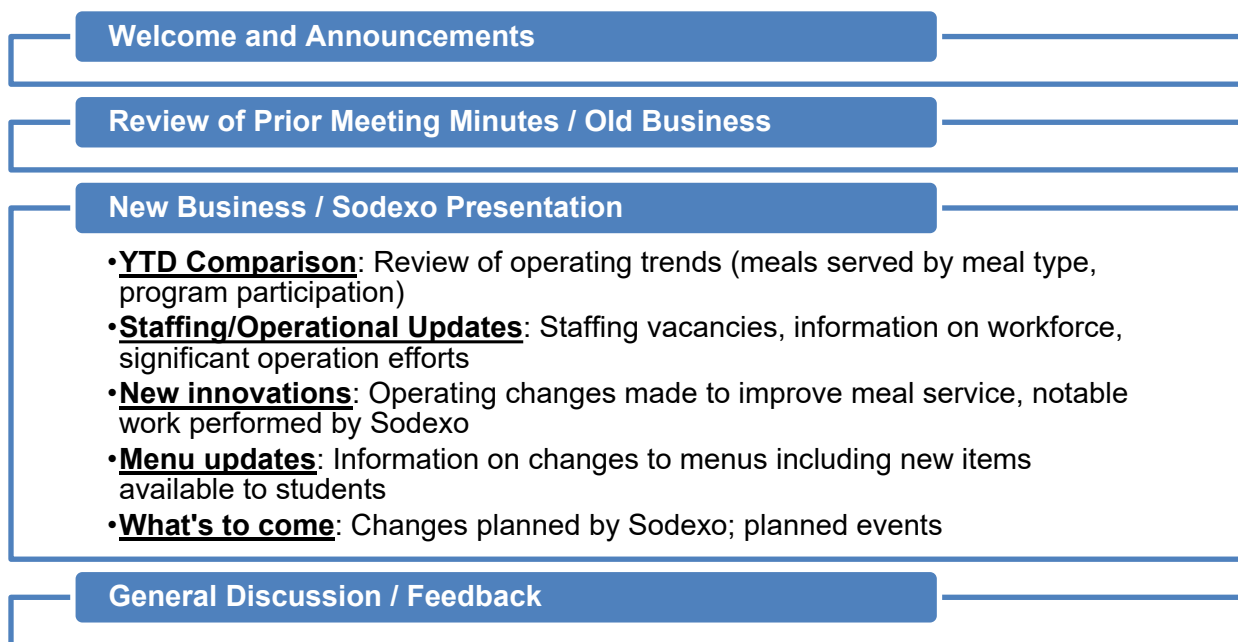 Welcome and Announcements
Review of Prior Meeting Minutes / Old Business
New Business / Sodexo Presentation
•YTD Comparison: Review of operating trends (meals served by meal type,
program participation)
•Staffing/Operational Updates: Staffing vacancies, information on workforce,
significant operation efforts
•New innovations: Operating changes made to improve meal service, notable
work performed by Sodexo
•Menu updates: Information on changes to menus including new items
available to students
•What's to come: Changes planned by Sodexo; planned events
General Discussion / Feedback